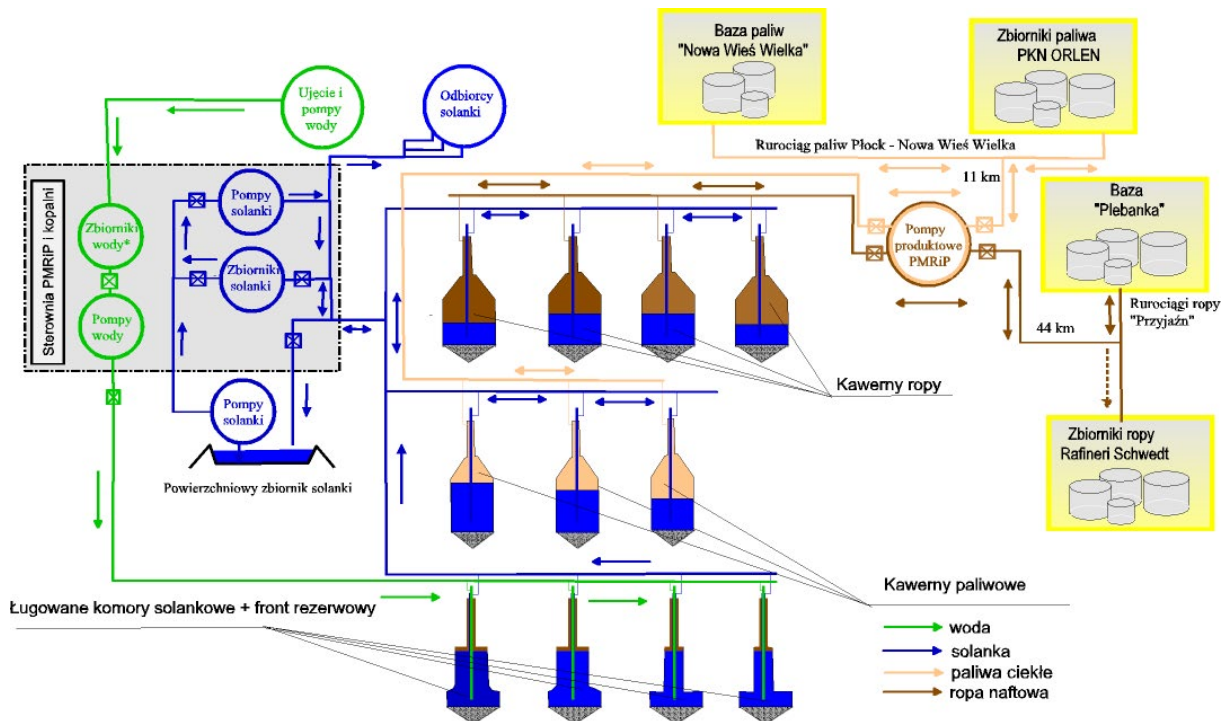 Baza paliw
"Nowa Wieś Wielka"
Zbiorniki paliwa
PKN ORLEN
Ujęcie i
pompy
wody
Odbiorcy
solanki
Rurociąg paliw Płock - Nowa Wieś Wielka
11 km
Sterownia PMRiP i kopalni
Zbiorniki
wody*
Pompy
solanki
Zbiorniki
solanki
Pompy
wody
Pompy
produktowe
PMRiP
Baza
"Plebanka"
Rurociągi ropy
"Przyjaźn"
44 km
Kawerny ropy
Pompy
solanki
Powierzchniowy zbiornik solanki
Zbiorniki ropy
Rafineri Schwedt
Kawerny paliwowe
Ługowane komory solankowe + front rezerwowy
woda
solanka
paliwa ciekłe
ropa naftowa